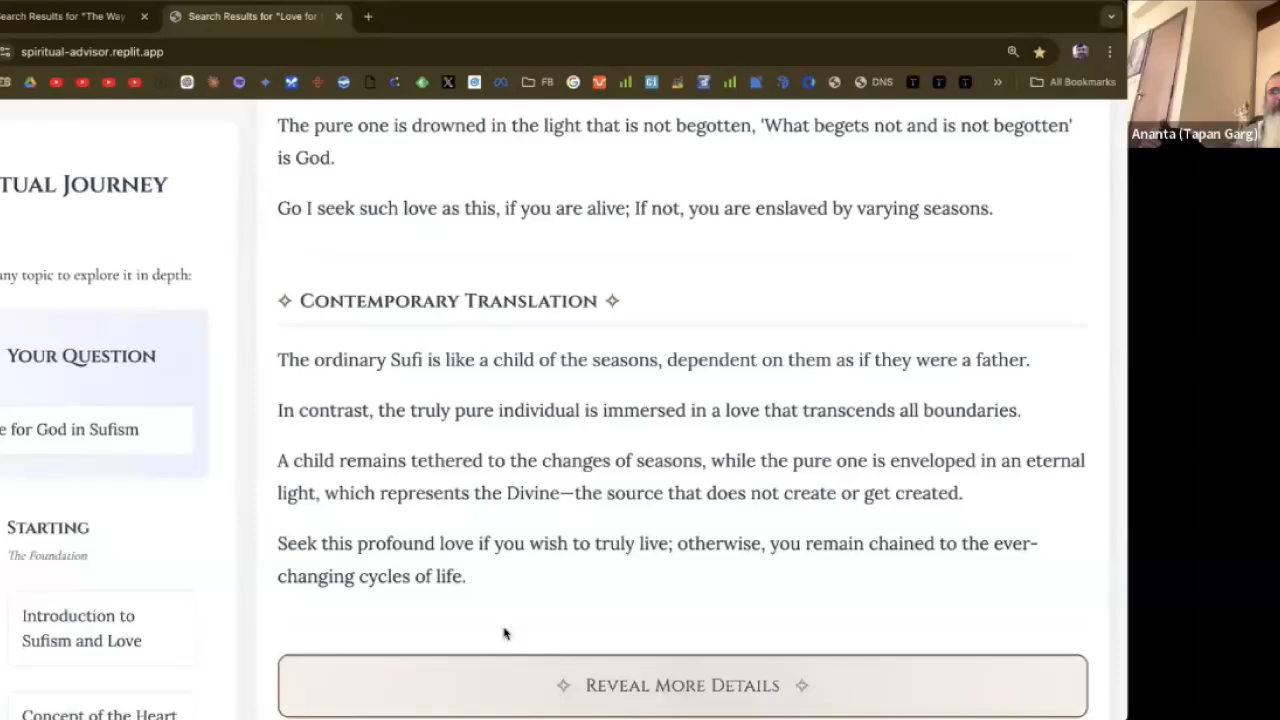 Search Results for "The Way
Search Results for "Love for
spiritual-advisor.replit.app
FB
DNS
All Bookmarks
Ananta (Tapan Garg)
The pure one is drowned in the light that is not begotten, 'What begets not and is not begotten'
is God.
Go I seek such love as this, if you are alive; If not, you are enslaved by varying seasons.
✧ Contemporary Translation ✧
The ordinary Sufi is like a child of the seasons, dependent on them as if they were a father.
In contrast, the truly pure individual is immersed in a love that transcends all boundaries.
A child remains tethered to the changes of seasons, while the pure one is enveloped in an eternal
light, which represents the Divine—the source that does not create or get created.
Seek this profound love if you wish to truly live; otherwise, you remain chained to the ever-
changing cycles of life.
✧ Reveal More Details ✧
tual Journey
any topic to explore it in depth:
Your Question
e for God in Sufism
Starting
The Foundation
Introduction to
Sufism and Love
Concept of the Heart